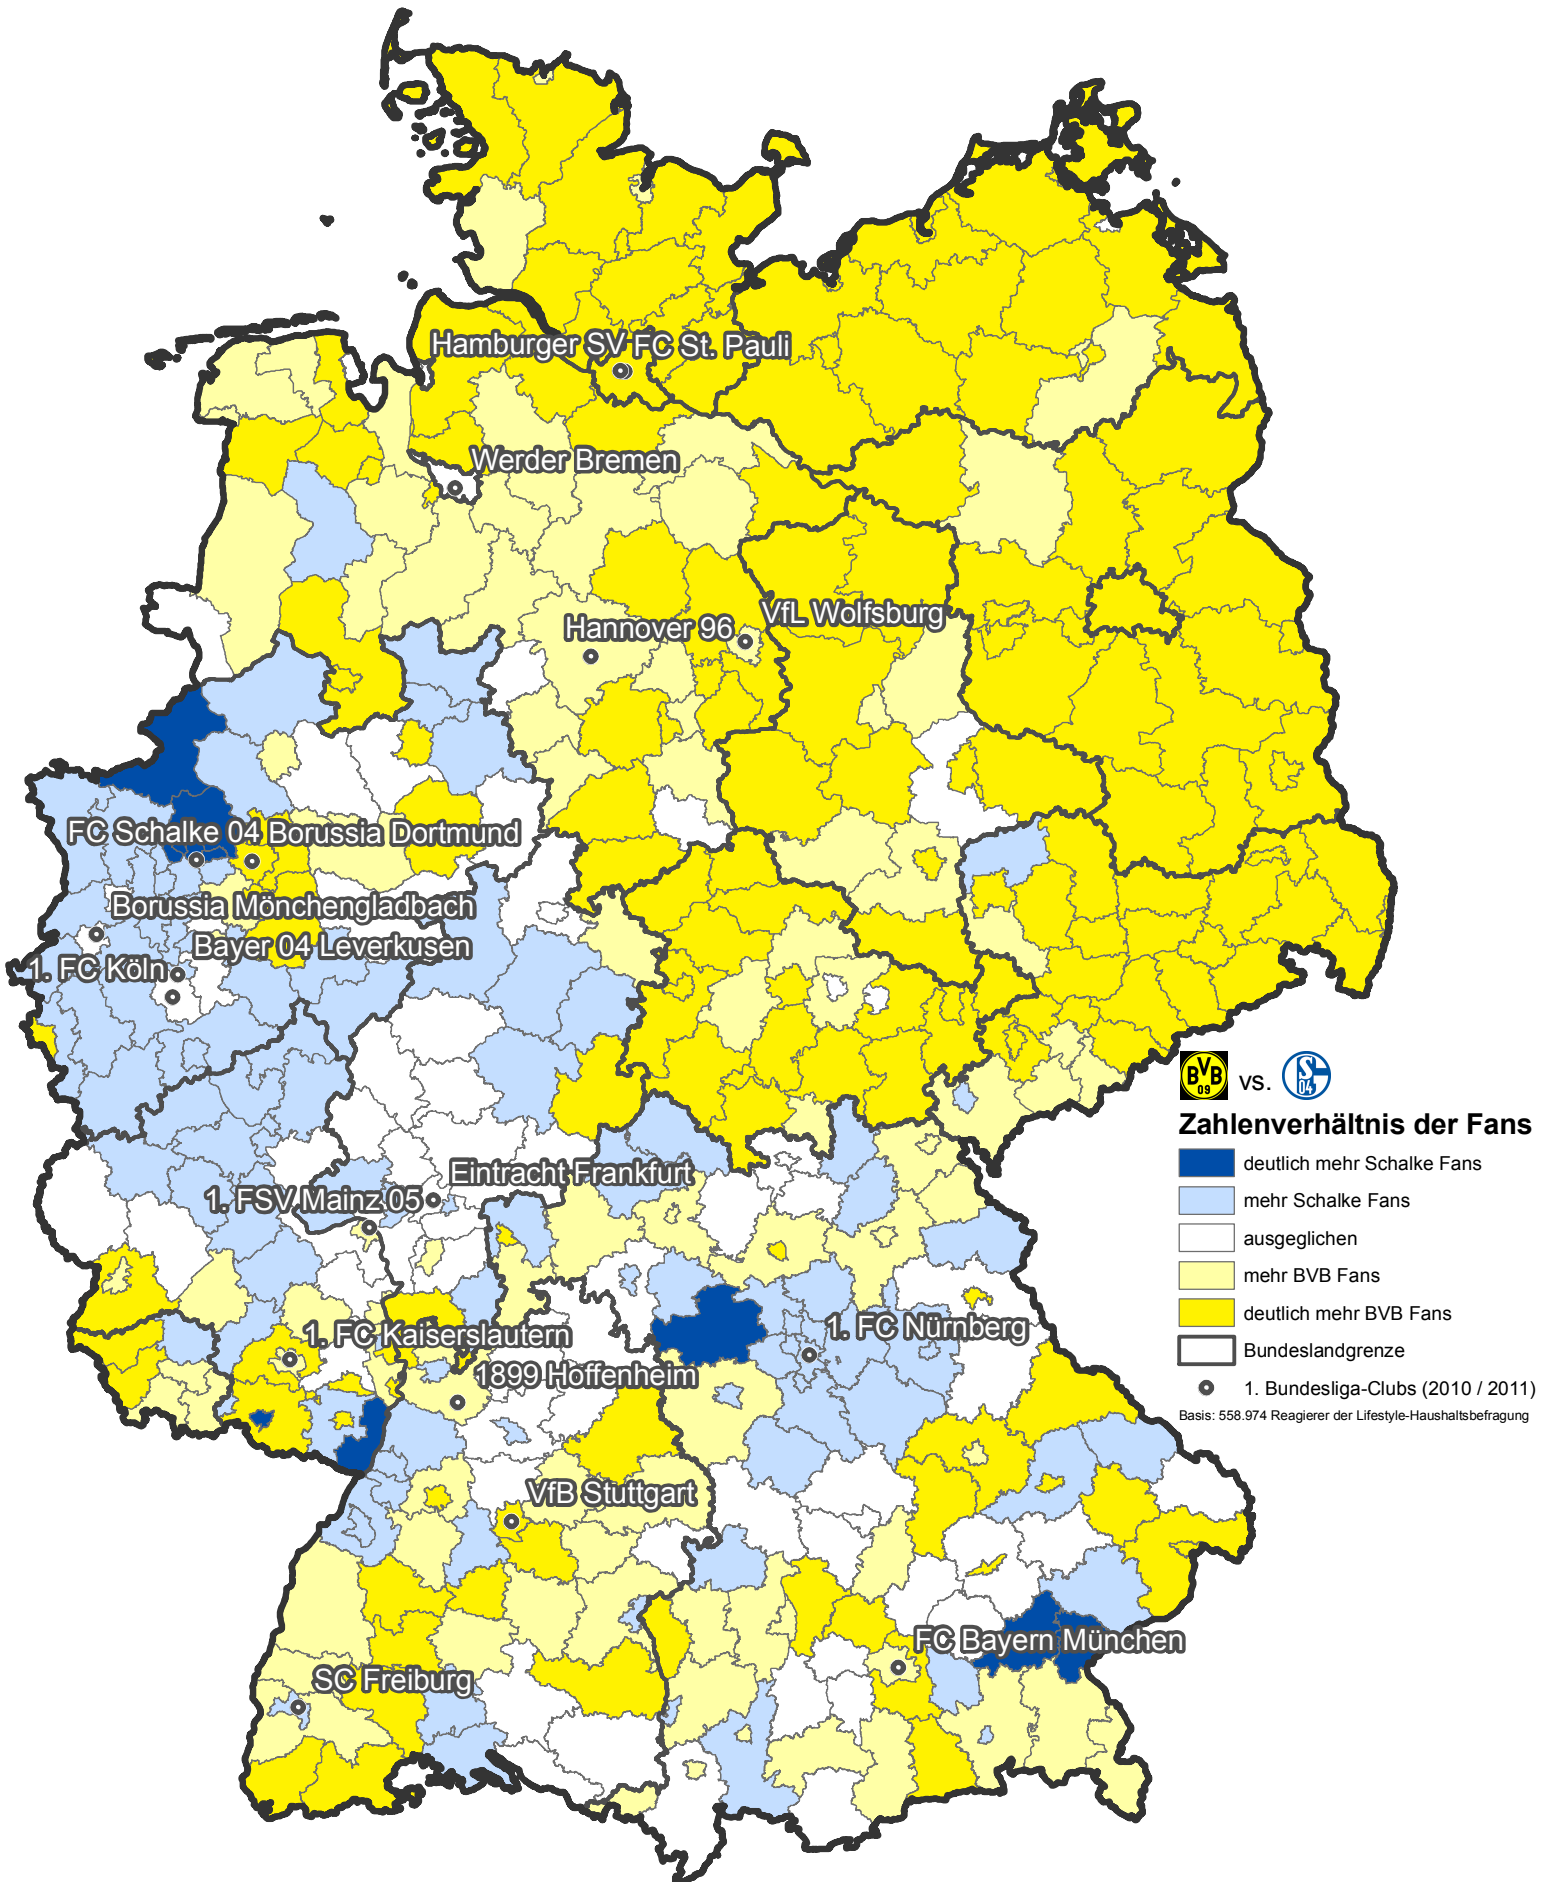 Hamburger SV FC St. Pauli
Werder Bremen
VfL Wolfsburg
Hannover 96
FC Schalke 04 Borussia Dortmund
Borussia Mönchengladbach
Bayer 04 Leverkusen
1. FC Köln
Eintracht Frankfurt
1. FSV Mainz 05
1. FC Kaiserslautern
1. FC Nürnberg
1899 Hoffenheim
VfB Stuttgart
FC Bayern München
SC Freiburg
BVB 09 vs. S 04
Zahlenverhältnis der Fans
deutlich mehr Schalke Fans
mehr Schalke Fans
ausgeglichen
mehr BVB Fans
deutlich mehr BVB Fans
Bundeslandgrenze
1. Bundesliga-Clubs (2010 / 2011)
Basis: 558.974 Reagierer der Lifestyle-Haushaltsbefragung